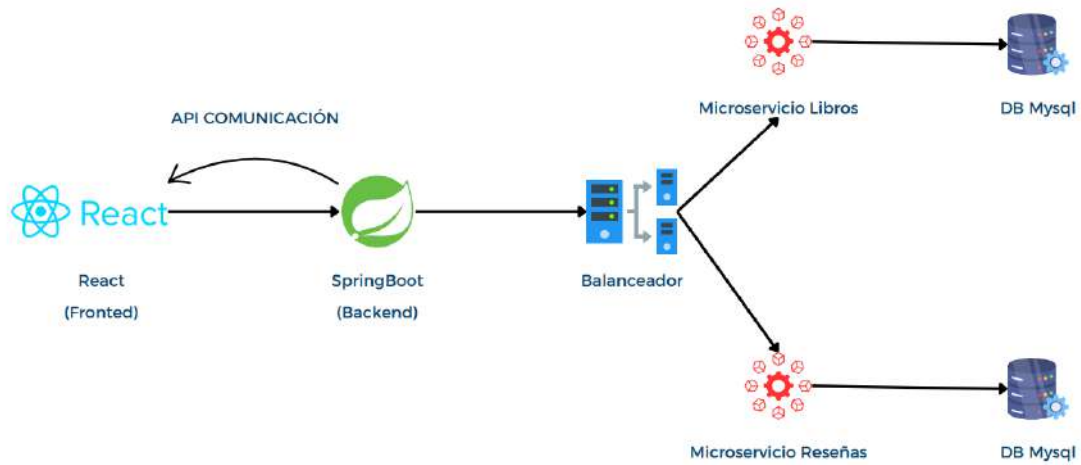 API COMUNICACIÓN
React
React
(Fronted)
SpringBoot
(Backend)
Balanceador
Microservicio Libros
DB Mysql
Microservicio Reseñas
DB Mysql